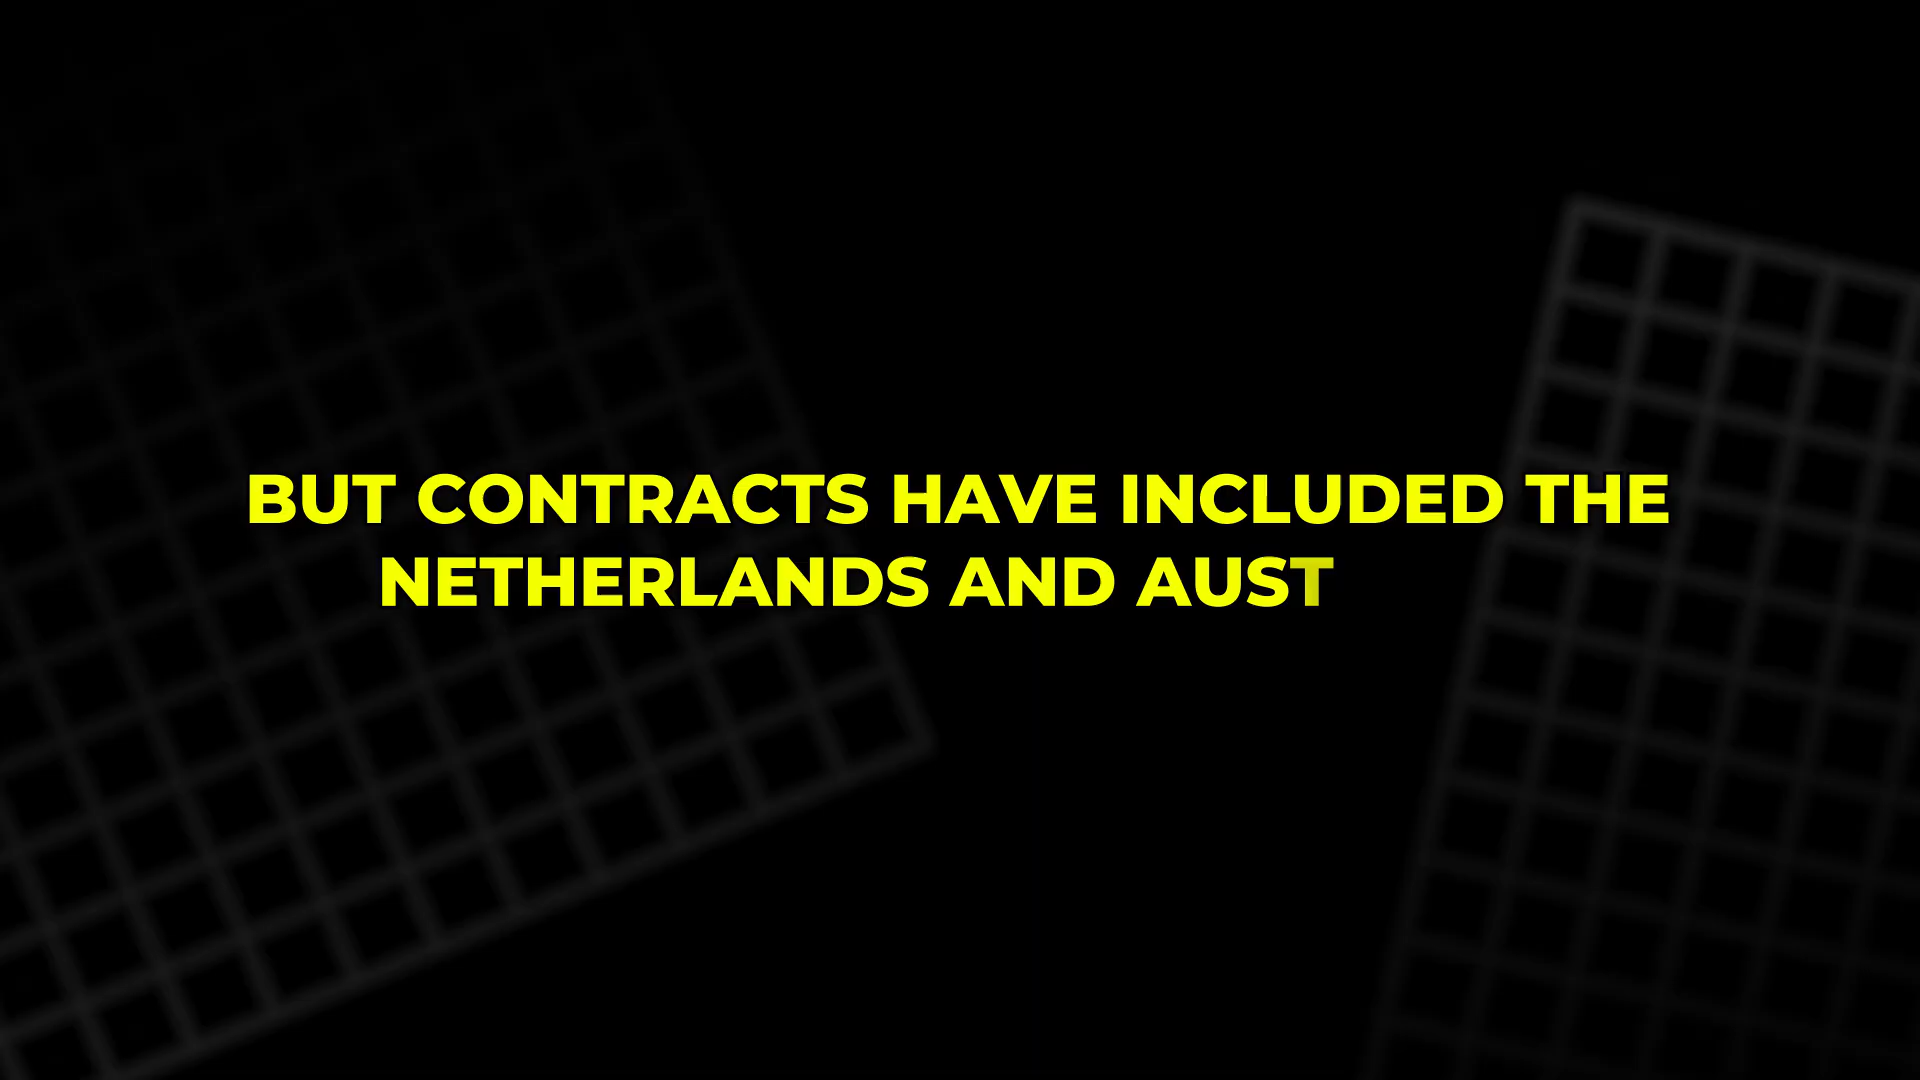 BUT CONTRACTS HAVE INCLUDED THE
NETHERLANDS AND AUST